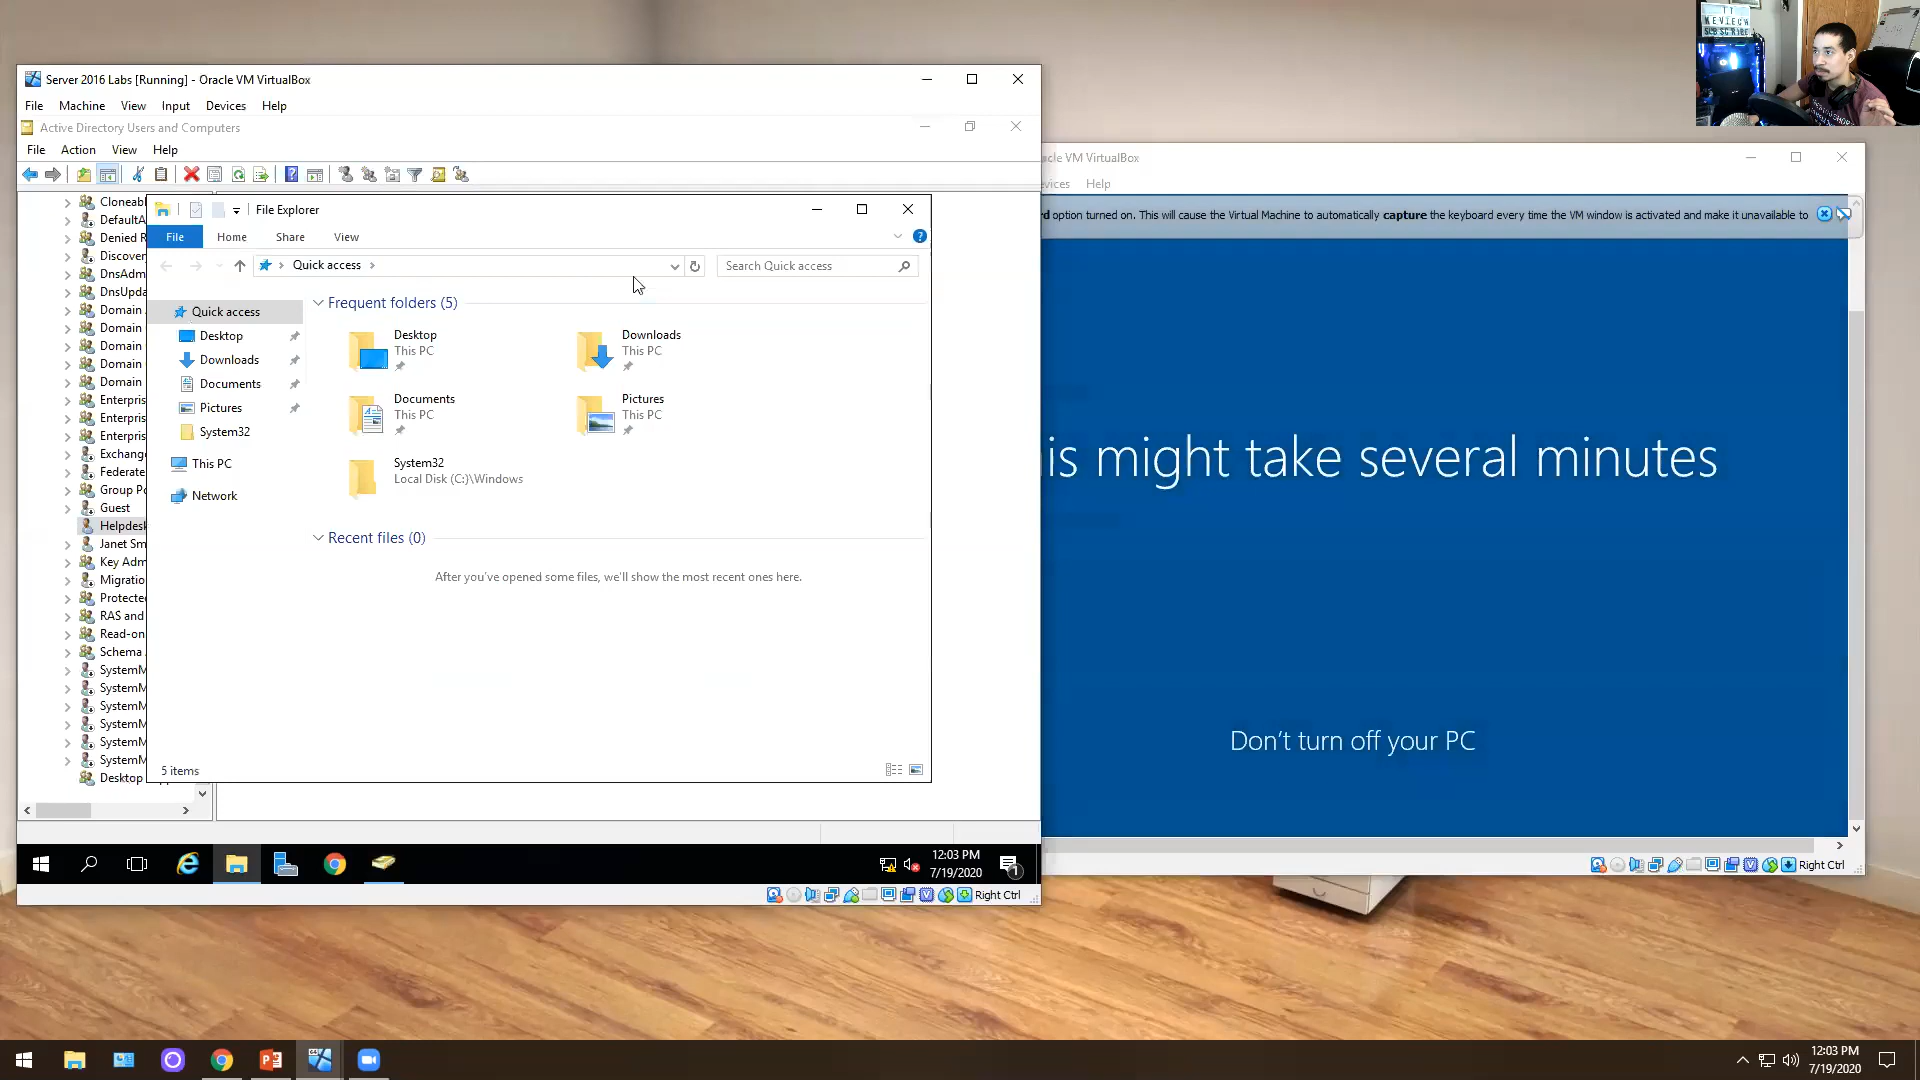 KEVTECH
SUBSCRIBE
Server 2016 Labs [Running] - Oracle VM VirtualBox
File Machine View Input Devices Help
Active Directory Users and Computers
File Action View Help
Cloneabl
DefaultA
Denied R
Discover
DnsAdm
DnsUpda
Domain
Domain
Domain
Domain
Domain
Enterpris
Enterpris
Enterpris
Exchang
Federate
Group Po
Guest
Helpdesk
Janet Sm
Key Adm
Migratio
Protecte
RAS and
Read-on
Schema
SystemM
SystemM
SystemM
SystemM
SystemM
SystemM
Desktop
File Explorer
File Home Share View
Quick access
Search Quick access
Quick access
Desktop
Downloads
Documents
Pictures
System32
This PC
Network
Frequent folders (5)
Desktop
This PC
Downloads
This PC
Documents
This PC
Pictures
This PC
System32
Local Disk (C:)\Windows
Recent files (0)
After you've opened some files, we'll show the most recent ones here.
5 items
12:03 PM
7/19/2020
1
Right Ctrl
acle VM VirtualBox
evices Help
rd option turned on. This will cause the Virtual Machine to automatically capture the keyboard every time the VM window is activated and make it unavailable to
is might take several minutes
Don't turn off your PC
Right Ctrl
12:03 PM
7/19/2020